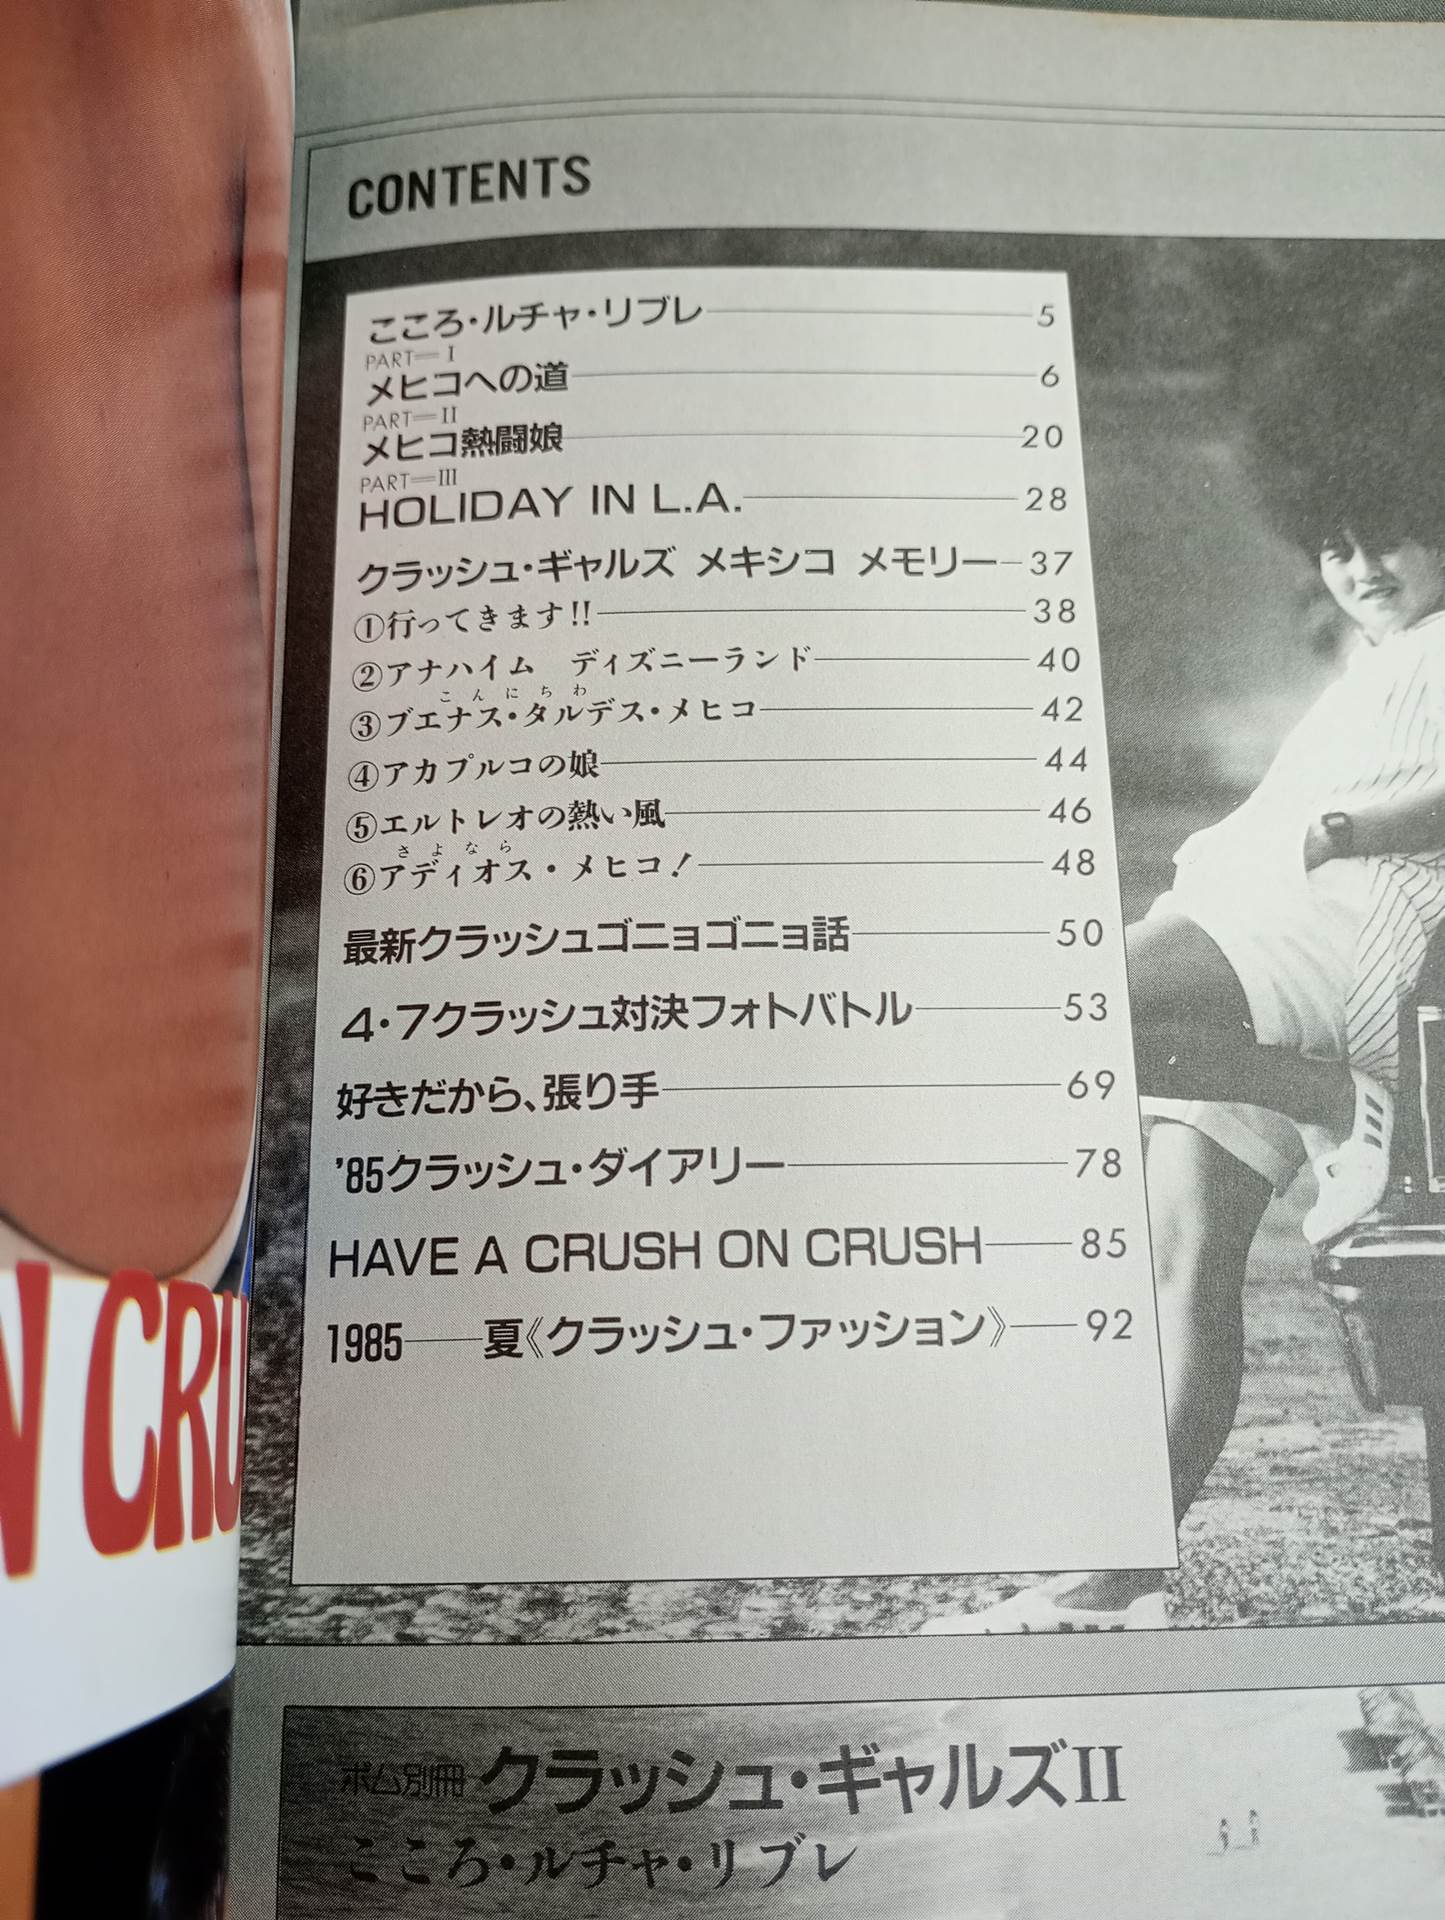 CONTENTS
こころ・ルチャ・リブレ 5
PART—I
メヒコへの道 6
PART—II
メヒコ熱闘娘 20
PART—III
HOLIDAY IN L.A. 28
クラッシュ・ギャルズ メキシコ メモリー 37
①行ってきます!! 38
②アナハイム ディズニーランド 40
こんにちわ
③ブエナス・タルデス・メヒコ 42
④アカプルコの娘 44
⑤エルトレオの熱い風 46
さよなら
⑥アディオス・メヒコ! 48
最新クラッシュゴニョゴニョ話 50
4・7クラッシュ対決フォトバトル 53
好きだから、張り手 69
'85クラッシュ・ダイアリー 78
HAVE A CRUSH ON CRUSH 85
1985——夏《クラッシュ・ファッション》 92
N CRU
ボム別冊 クラッシュ・ギャルズII
こころ・ルチャ・リブレ